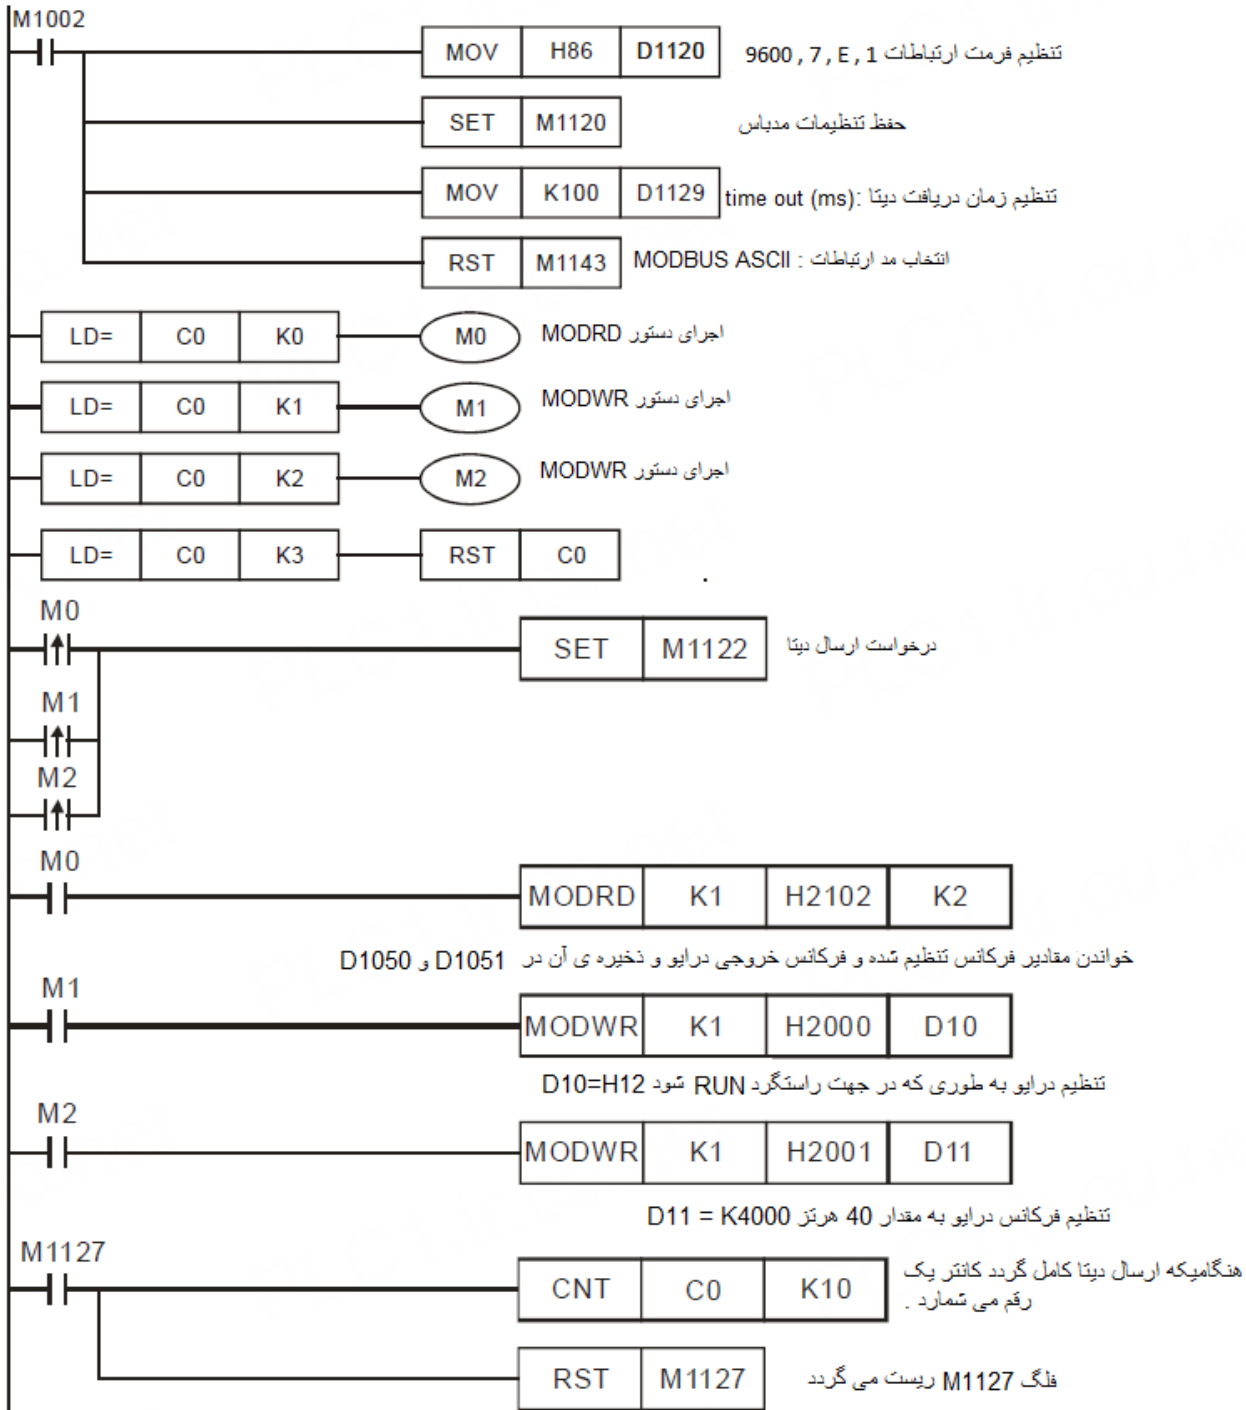 M1002
MOV H86 D1120 تنظیم فرمت ارتباطات 9600 , 7 , E , 1
SET M1120 حفظ تنظیمات مدباس
MOV K100 D1129 تنظیم زمان دریافت دیتا :time out (ms)
RST M1143 انتخاب مد ارتباطات : MODBUS ASCII
LD= C0 K0 M0 اجرای دستور MODRD
LD= C0 K1 M1 اجرای دستور MODWR
LD= C0 K2 M2 اجرای دستور MODWR
LD= C0 K3 RST C0
M0
SET M1122 درخواست ارسال دیتا
M1
M2
M0
MODRD K1 H2102 K2
خواندن مقادیر فرکانس تنظیم شده و فرکانس خروجی درایو و ذخیره ی آن در D1051 و D1050
M1
MODWR K1 H2000 D10
تنظیم درایو به طوری که در جهت راستگرد RUN شود D10=H12
M2
MODWR K1 H2001 D11
تنظیم فرکانس درایو به مقدار 40 هرتز D11 = K4000
M1127
CNT C0 K10 هنگامیکه ارسال دیتا کامل گردد کانتر یک
رقم می شمارد .
RST M1127 فلگ M1127 ریست می گردد